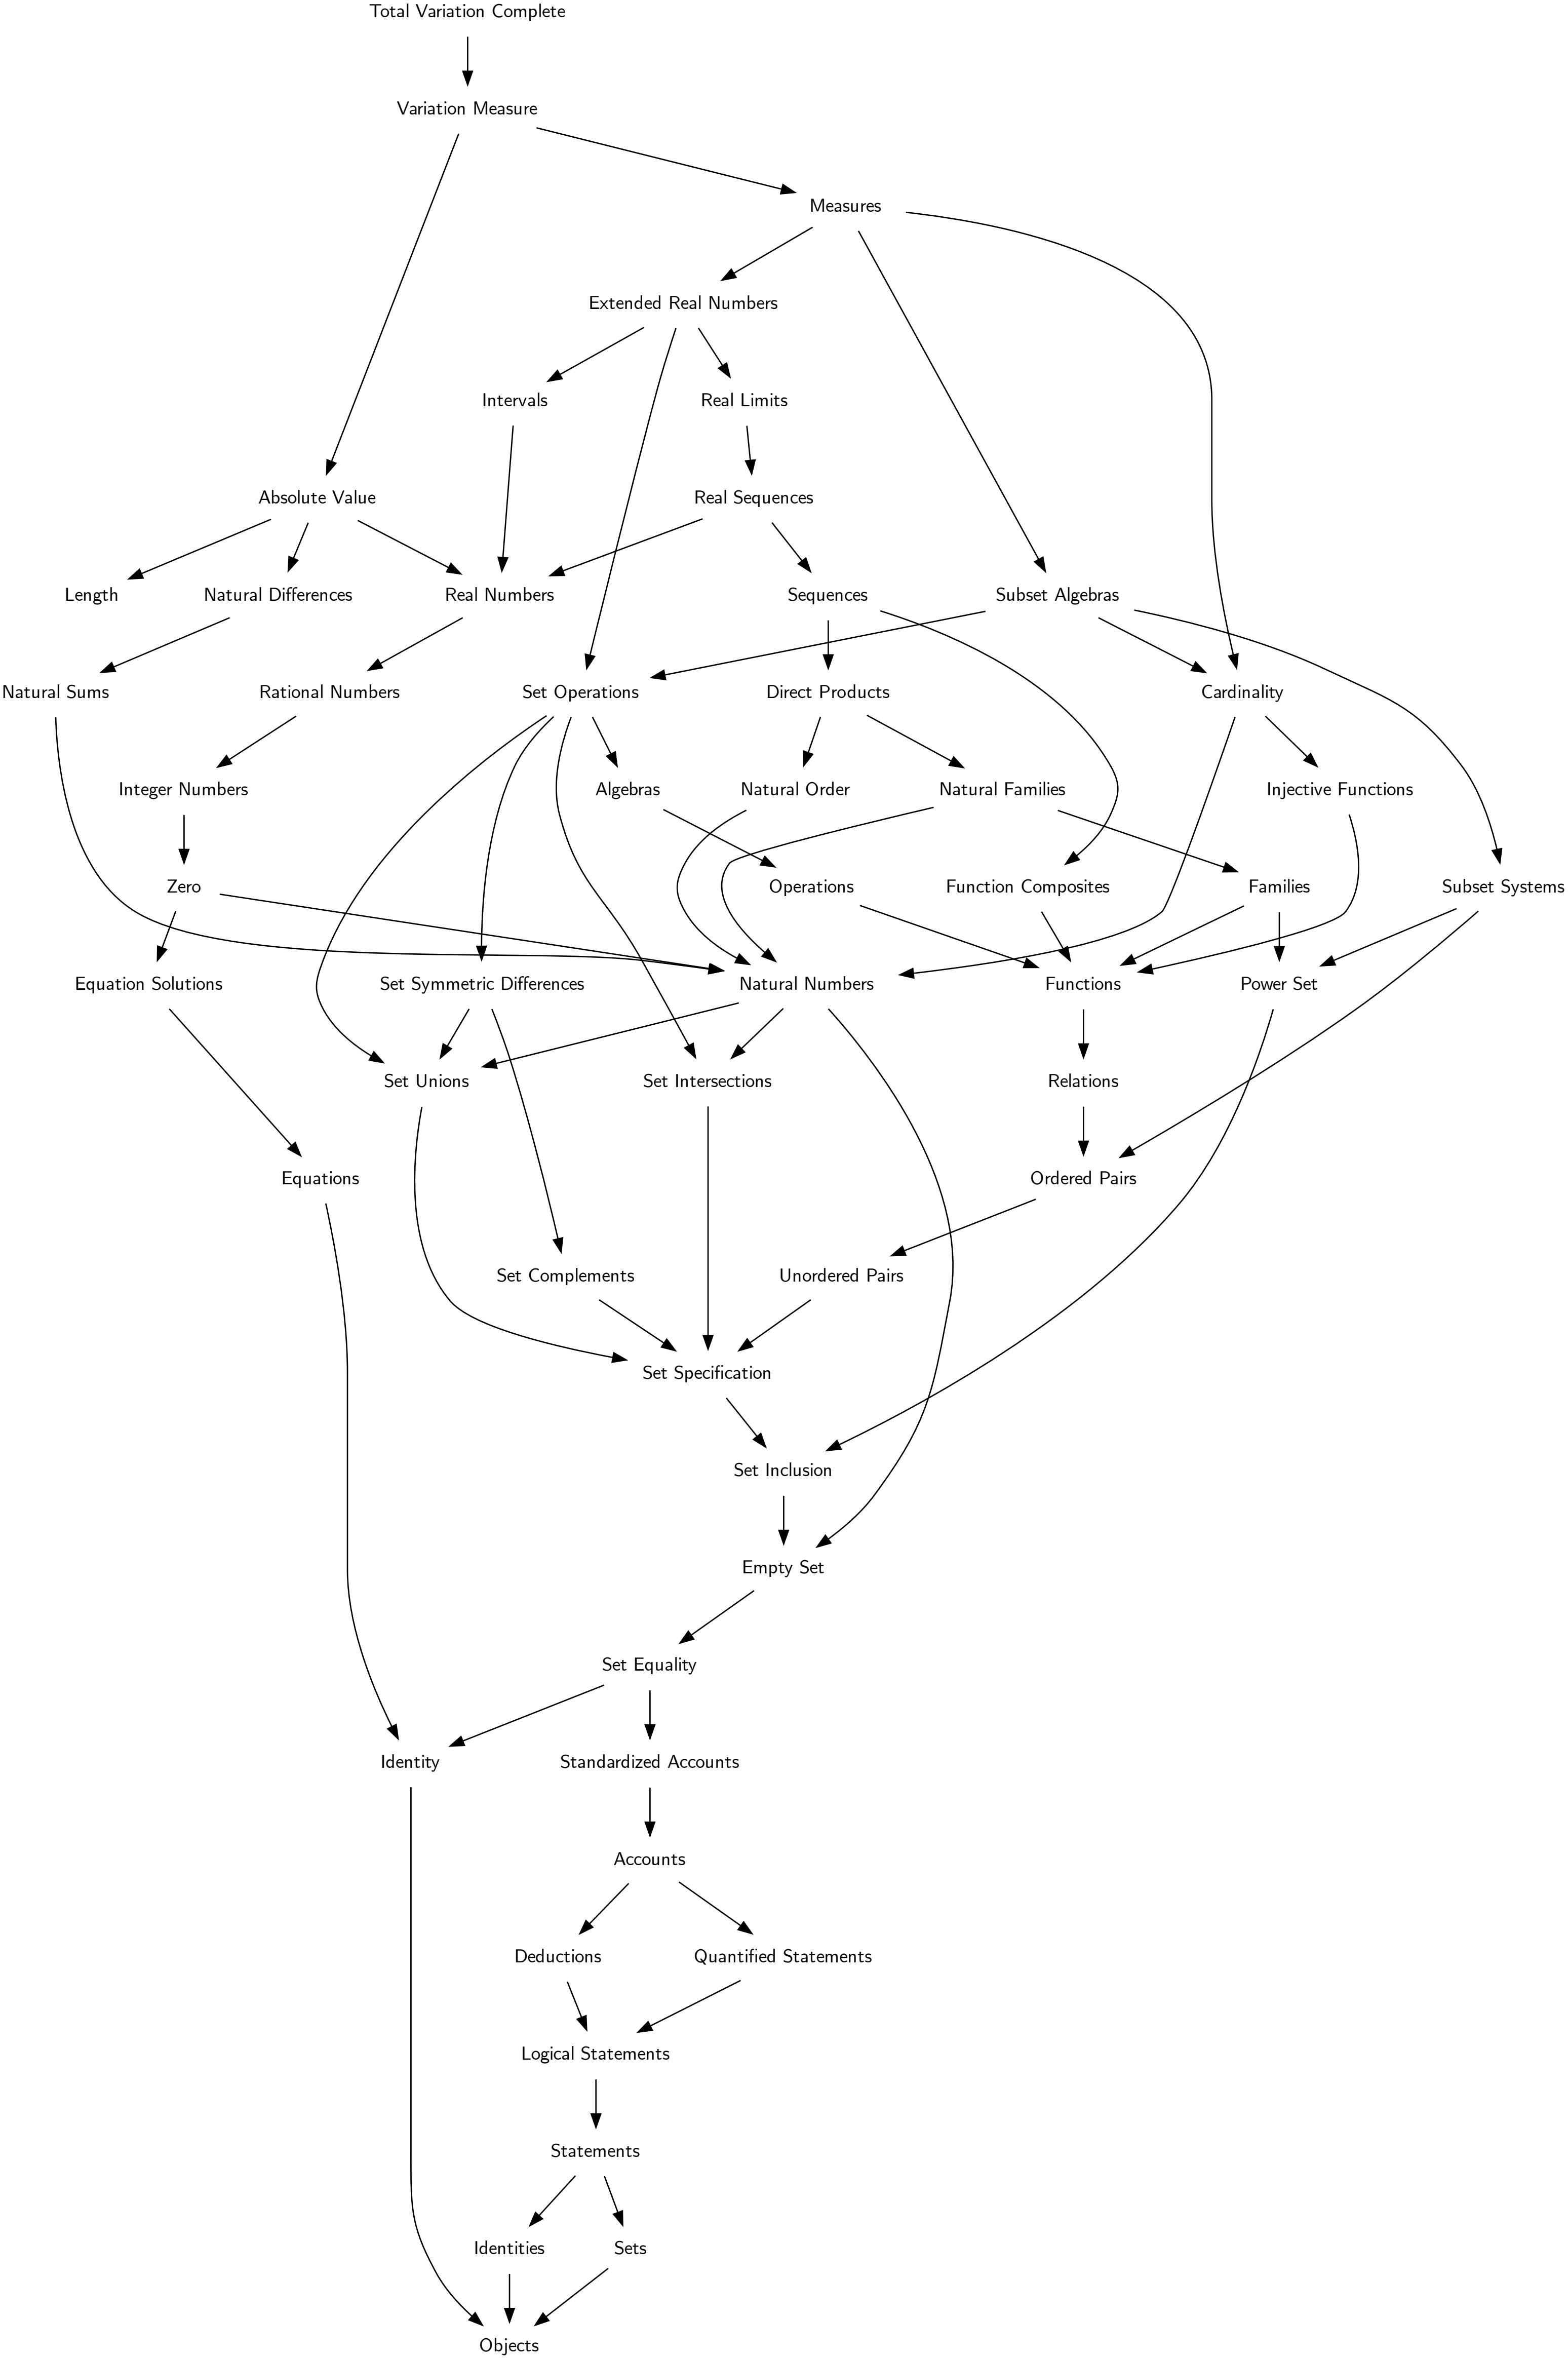 Total Variation Complete
Variation Measure
Measures
Extended Real Numbers
Intervals
Real Limits
Absolute Value
Real Sequences
Length
Natural Differences
Real Numbers
Sequences
Subset Algebras
Natural Sums
Rational Numbers
Set Operations
Direct Products
Cardinality
Integer Numbers
Algebras
Natural Order
Natural Families
Injective Functions
Zero
Operations
Function Composites
Families
Subset Systems
Equation Solutions
Set Symmetric Differences
Natural Numbers
Functions
Power Set
Set Unions
Set Intersections
Relations
Equations
Ordered Pairs
Set Complements
Unordered Pairs
Set Specification
Set Inclusion
Empty Set
Set Equality
Identity
Standardized Accounts
Accounts
Deductions
Quantified Statements
Logical Statements
Statements
Identities
Sets
Objects